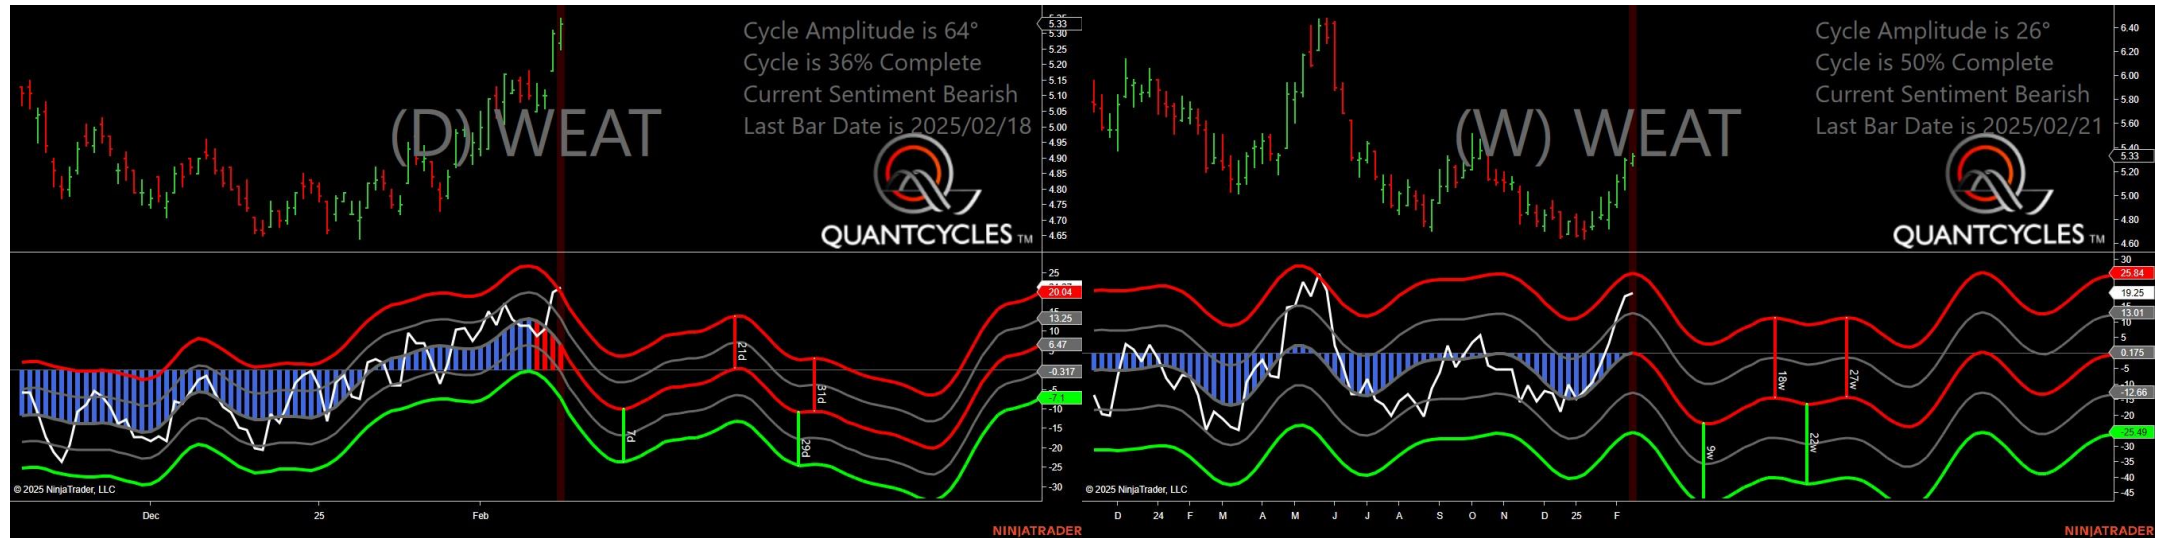 Cycle Amplitude is 64°
Cycle is 36% Complete
Current Sentiment Bearish
Last Bar Date is 2025/02/18
(D) WEAT
QUANTCYCLES TM
5.33
5.30
5.25
5.20
5.10
5.05
5.00
4.95
4.90
4.85
4.80
4.75
4.70
4.65
25
20.04
13.25
10
6.47
-0.317
-5
-7.1
-10
-15
-20
-25
-30
21d
31d
7d
29d
© 2025 NinjaTrader, LLC
Dec
25
Feb
NINJATRADER
Cycle Amplitude is 26°
Cycle is 50% Complete
Current Sentiment Bearish
Last Bar Date is 2025/02/21
(W) WEAT
QUANTCYCLES TM
6.40
6.20
6.00
5.80
5.60
5.40
5.33
5.20
5.00
4.80
4.60
30
25.84
19.25
13.01
10
5
0.175
-5
-10
-12.66
-15
-20
-25.49
-30
-35
-40
-45
18w
27w
9w
22w
© 2025 NinjaTrader, LLC
D
24
F
M
A
M
J
J
A
S
O
N
D
25
F
NINJATRADER